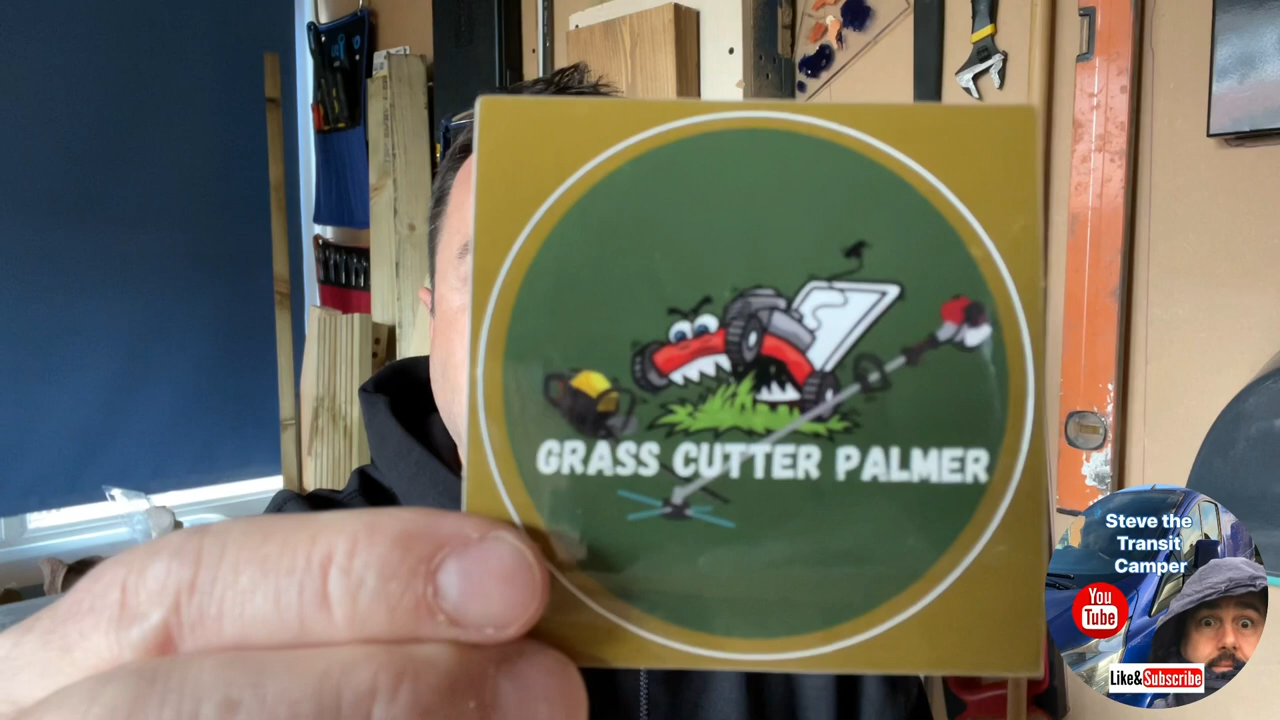 GRASS CUTTER PALMER
Steve the
Transit
Camper
You
Tube
Like&Subscribe